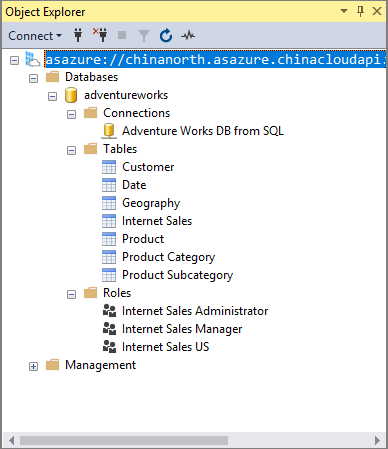 Object Explorer
Connect
asazure://chinanorth.asazure.chinacloudapi.
Databases
adventureworks
Connections
Adventure Works DB from SQL
Tables
Customer
Date
Geography
Internet Sales
Product
Product Category
Product Subcategory
Roles
Internet Sales Administrator
Internet Sales Manager
Internet Sales US
Management